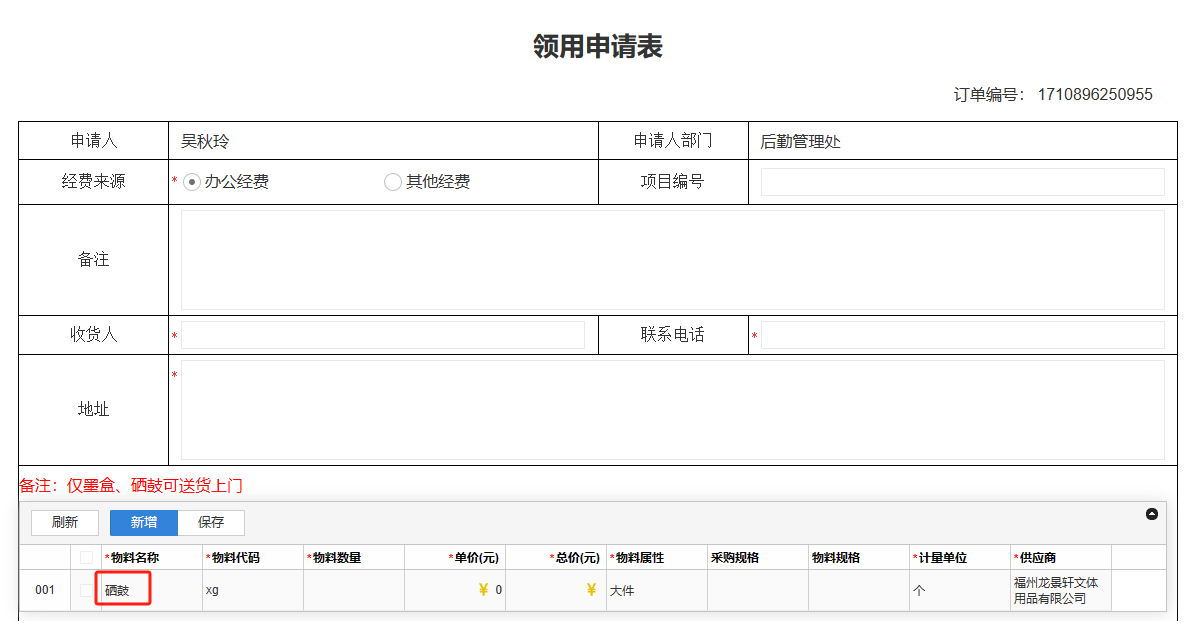 领用申请表
订单编号： 1710896250955
申请人 吴秋玲 申请人部门 后勤管理处
经费来源 * 办公经费 其他经费 项目编号
备注
收货人 * 联系电话 *
地址 *
备注：仅墨盒、硒鼓可送货上门
刷新 新增 保存
*物料名称 *物料代码 *物料数量 *单价(元) *总价(元) *物料属性 采购规格 物料规格 *计量单位 *供应商
001 硒鼓 xg ¥ 0 ¥ 大件 个 福州龙景轩文体
用品有限公司